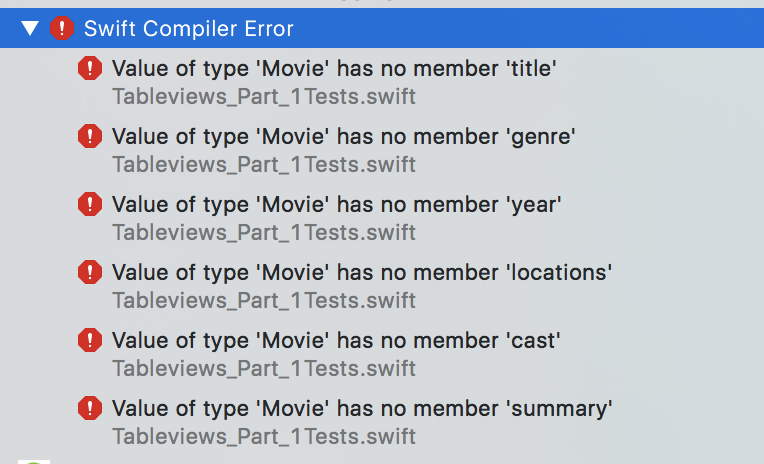 Swift Compiler Error
Value of type 'Movie' has no member 'title'
Tableviews_Part_1Tests.swift
Value of type 'Movie' has no member 'genre'
Tableviews_Part_1Tests.swift
Value of type 'Movie' has no member 'year'
Tableviews_Part_1Tests.swift
Value of type 'Movie' has no member 'locations'
Tableviews_Part_1Tests.swift
Value of type 'Movie' has no member 'cast'
Tableviews_Part_1Tests.swift
Value of type 'Movie' has no member 'summary'
Tableviews_Part_1Tests.swift